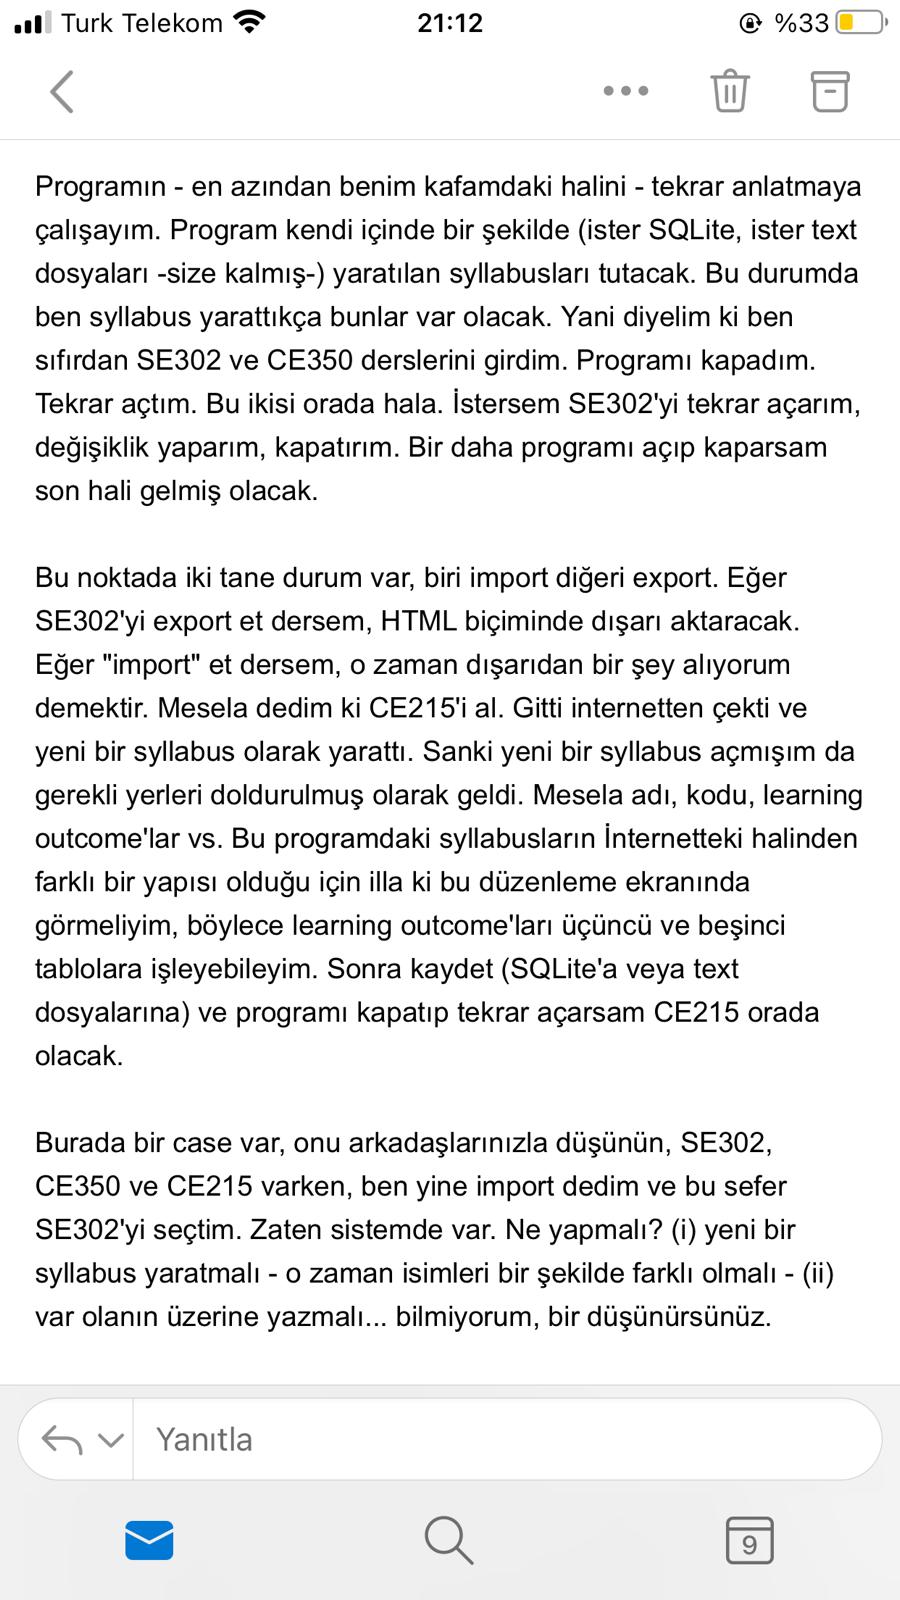 Turk Telekom 21:12 %33
Programın - en azından benim kafamdaki halini - tekrar anlatmaya
çalışayım. Program kendi içinde bir şekilde (ister SQLite, ister text
dosyaları -size kalmış-) yaratılan syllabusları tutacak. Bu durumda
ben syllabus yarattıkça bunlar var olacak. Yani diyelim ki ben
sıfırdan SE302 ve CE350 derslerini girdim. Programı kapadım.
Tekrar açtım. Bu ikisi orada hala. İstersem SE302'yi tekrar açarım,
değişiklik yaparım, kapatırım. Bir daha programı açıp kaparsam
son hali gelmiş olacak.
Bu noktada iki tane durum var, biri import diğeri export. Eğer
SE302'yi export et dersem, HTML biçiminde dışarı aktaracak.
Eğer "import" et dersem, o zaman dışarıdan bir şey alıyorum
demektir. Mesela dedim ki CE215'i al. Gitti internetten çekti ve
yeni bir syllabus olarak yarattı. Sanki yeni bir syllabus açmışım da
gerekli yerleri doldurulmuş olarak geldi. Mesela adı, kodu, learning
outcome'lar vs. Bu programdaki syllabusların İnternetteki halinden
farklı bir yapısı olduğu için illa ki bu düzenleme ekranında
görmeliyim, böylece learning outcome'ları üçüncü ve beşinci
tablolara işleyebileyim. Sonra kaydet (SQLite'a veya text
dosyalarına) ve programı kapatıp tekrar açarsam CE215 orada
olacak.
Burada bir case var, onu arkadaşlarınızla düşünün, SE302,
CE350 ve CE215 varken, ben yine import dedim ve bu sefer
SE302'yi seçtim. Zaten sistemde var. Ne yapmalı? (i) yeni bir
syllabus yaratmalı - o zaman isimleri bir şekilde farklı olmalı - (ii)
var olanın üzerine yazmalı... bilmiyorum, bir düşünürsünüz.
Yanıtla
9